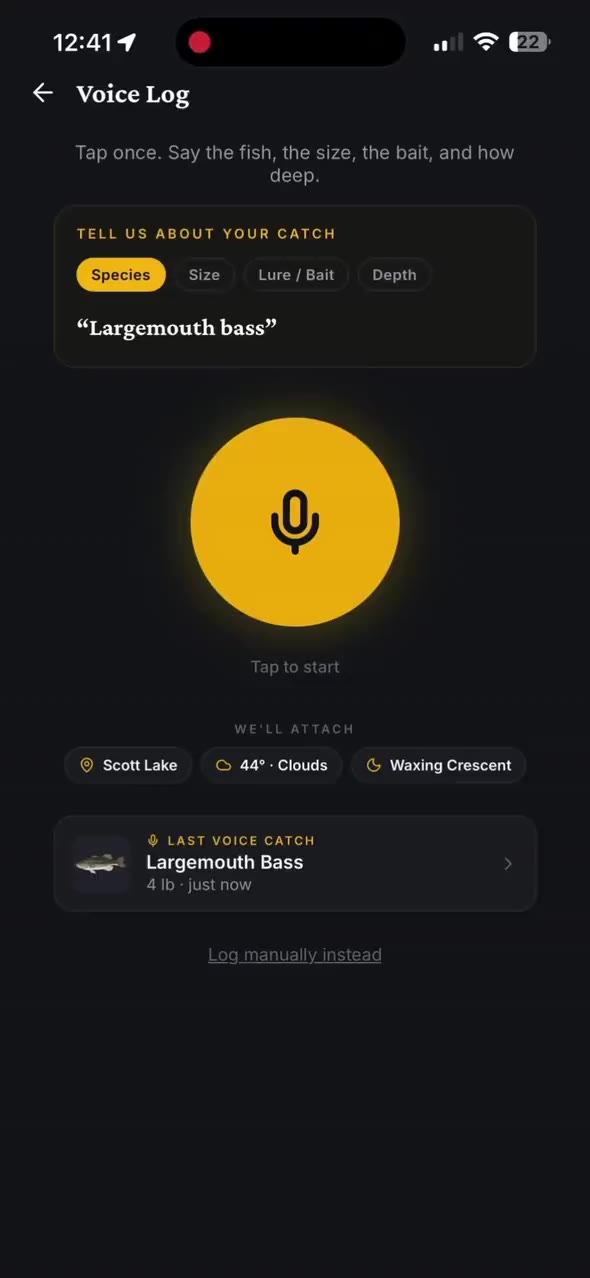 12:41
22
Voice Log
Tap once. Say the fish, the size, the bait, and how
deep.
TELL US ABOUT YOUR CATCH
Species Size Lure / Bait Depth
“Largemouth bass”
Tap to start
WE'LL ATTACH
Scott Lake 44° · Clouds Waxing Crescent
LAST VOICE CATCH
Largemouth Bass
4 lb · just now
Log manually instead